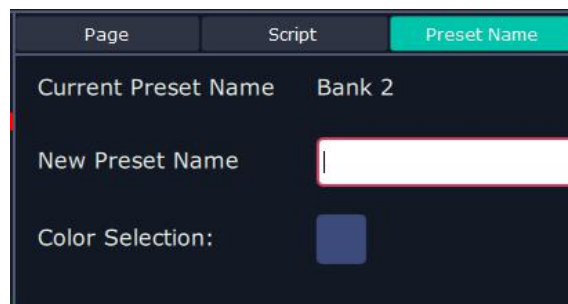 Page Script Preset Name
Current Preset Name Bank 2
New Preset Name
Color Selection: